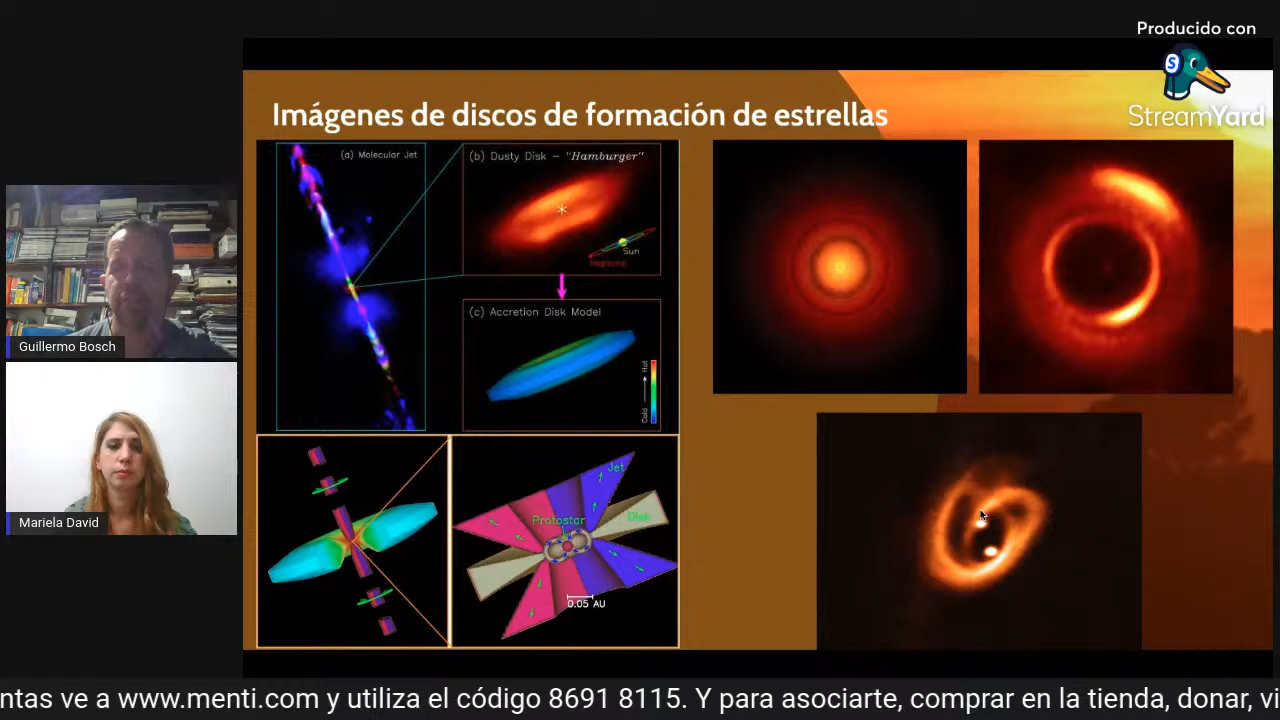 Producido con
StreamYard
Imágenes de discos de formación de estrellas
(a) Molecular Jet
(b) Dusty Disk – "Hamburger"
Sun
Neptune
(c) Accretion Disk Model
Hot
Cold
Jet
Protostar
Disk
0.05 AU
Guillermo Bosch
Mariela David
ntas ve a www.menti.com y utiliza el código 8691 8115. Y para asociarte, comprar en la tienda, donar, vi